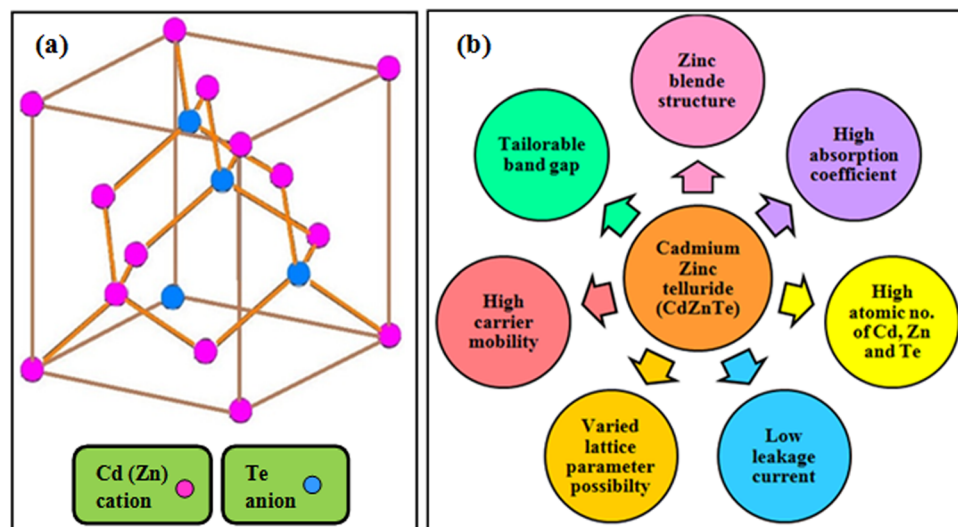 (a)
Cd (Zn)
cation
Te
anion
(b)
Zinc
blende
structure
High
absorption
coefficient
High
atomic no.
of Cd, Zn
and Te
Low
leakage
current
Varied
lattice
parameter
possibilty
High
carrier
mobility
Tailorable
band gap
Cadmium
Zinc
telluride
(CdZnTe)